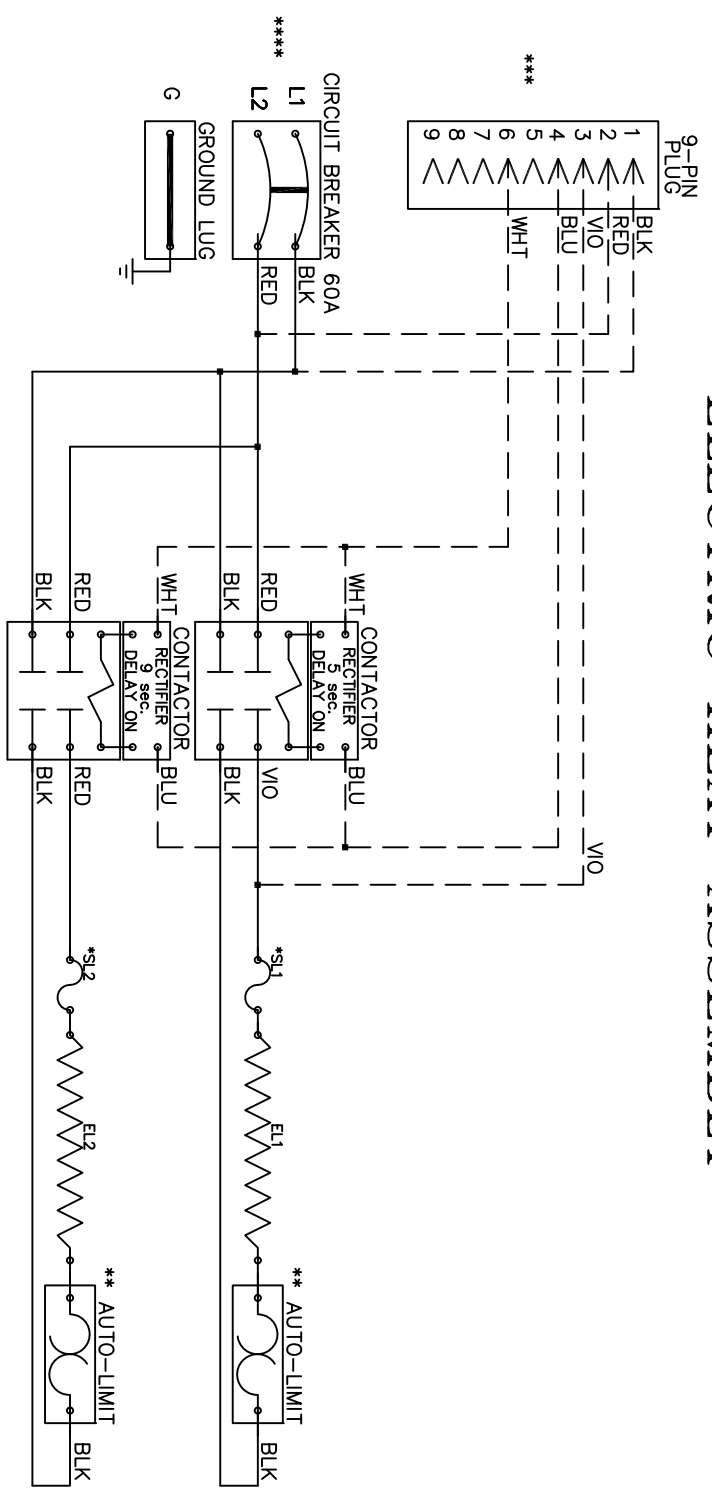 9-PIN
PLUG
***
1
2
3
4
5
6
7
8
9
BLK
RED
VIO
BLU
WHT
VIO
CIRCUIT BREAKER 60A
****
L1
L2
BLK
RED
GROUND LUG
G
CONTACTOR
RECTIFIER
5 sec.
DELAY ON
WHT
BLU
RED
BLK
VIO
BLK
*SL1
EL1
** AUTO-LIMIT
BLK
CONTACTOR
RECTIFIER
9 sec.
DELAY ON
WHT
BLU
RED
BLK
RED
BLK
*SL2
EL2
** AUTO-LIMIT
BLK